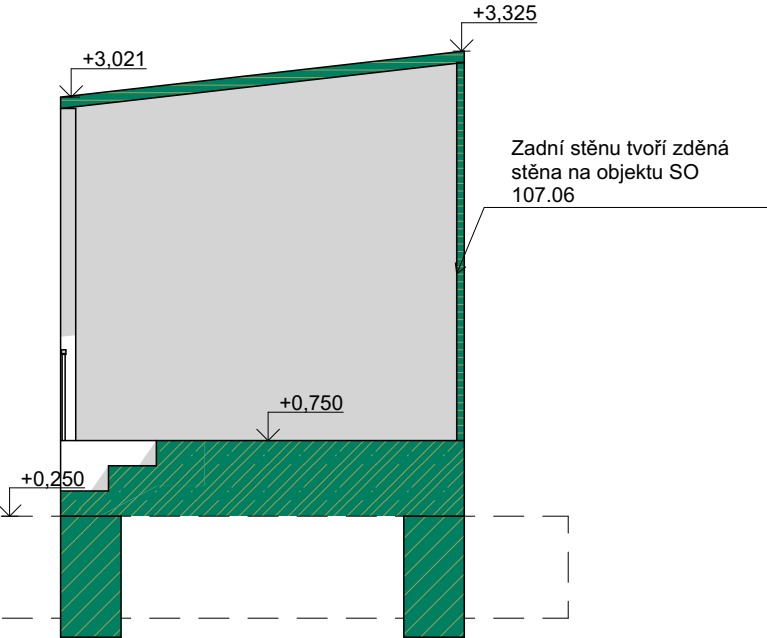 +3,325
+3,021
Zadní stěnu tvoří zděná
stěna na objektu SO
107.06
+0,750
+0,250